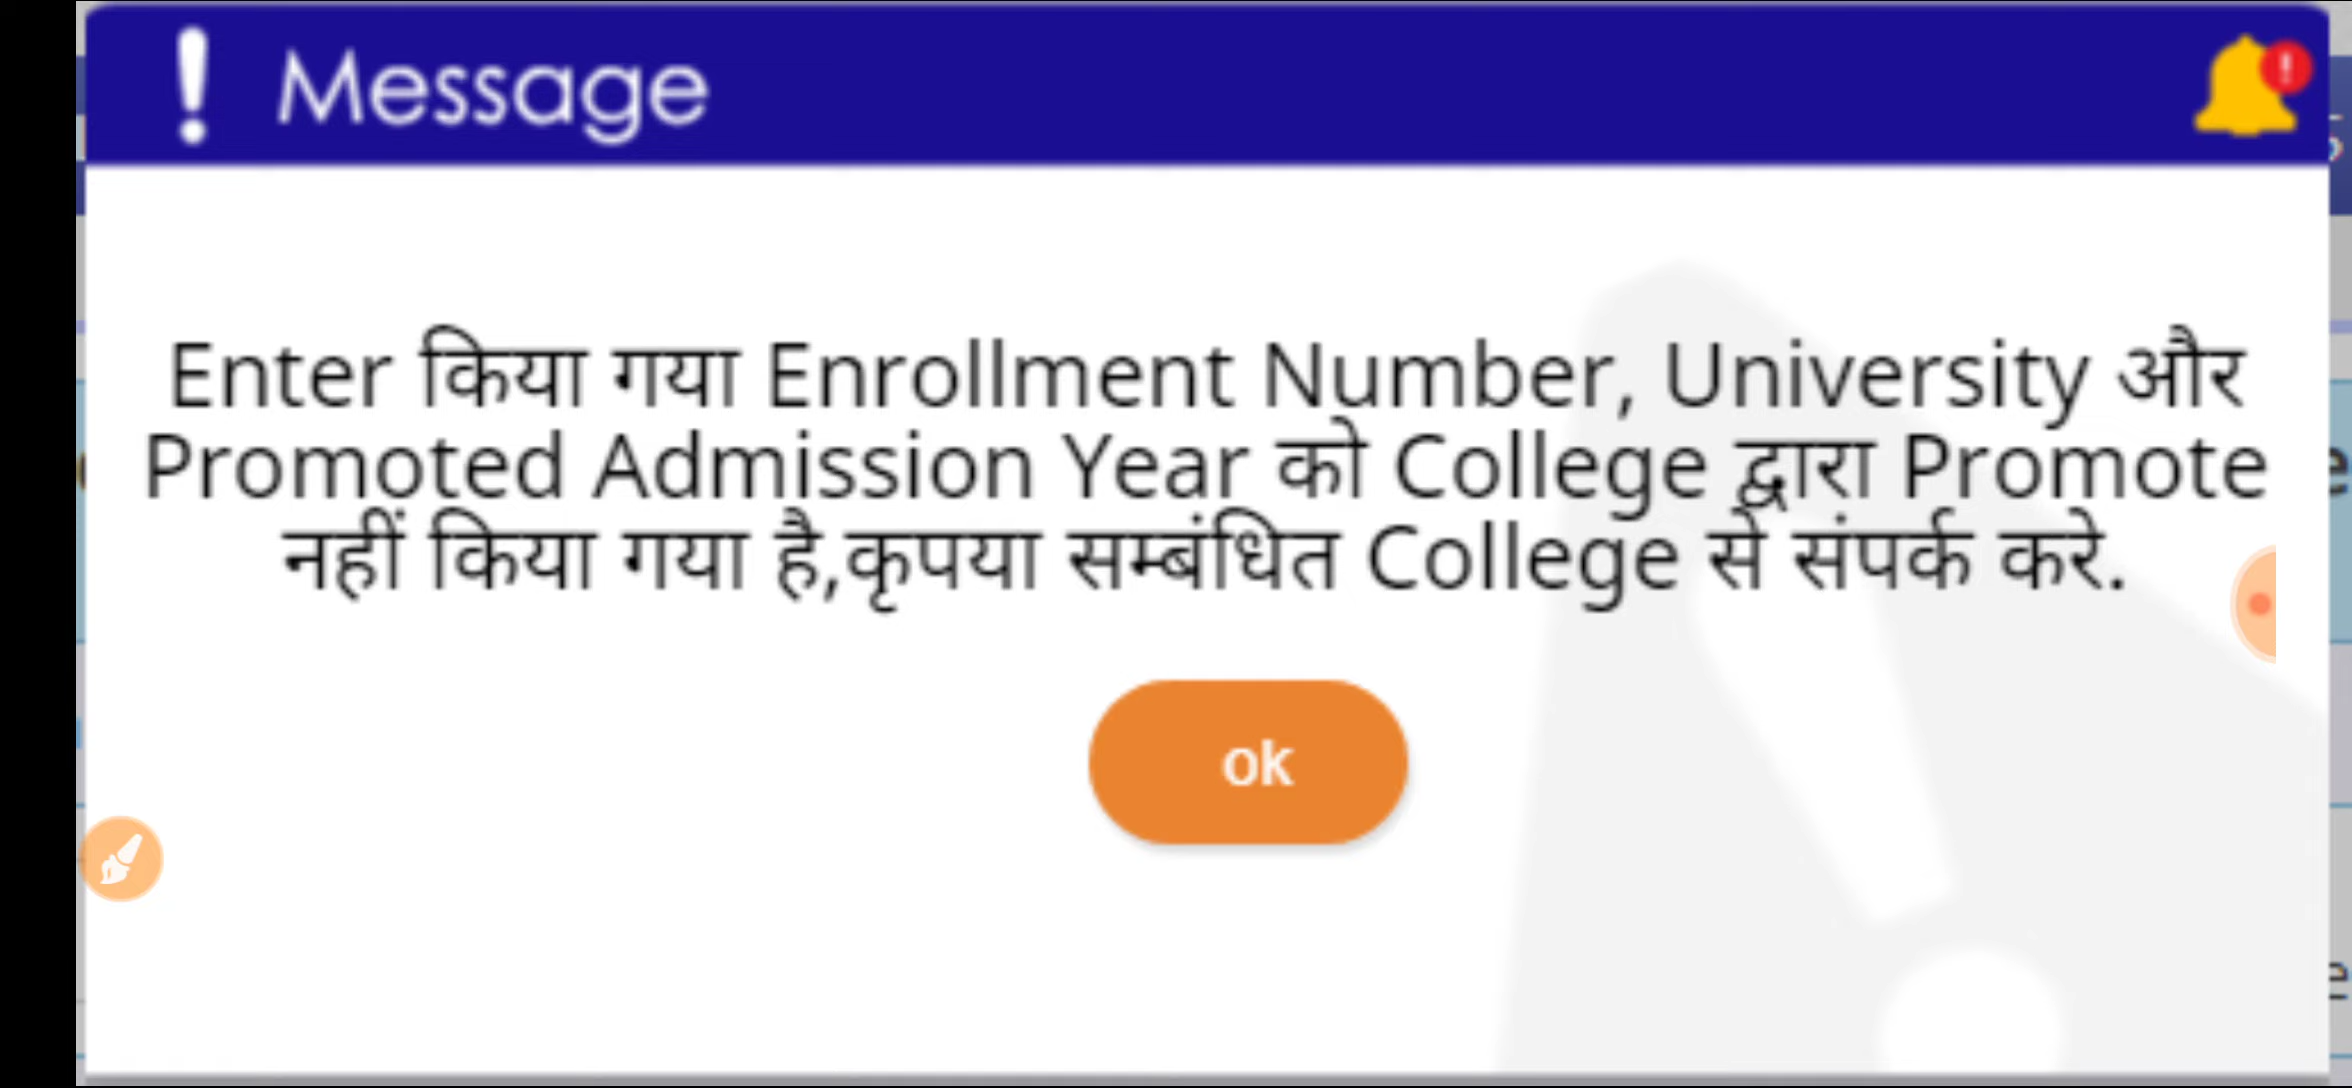 Message
Enter किया गया Enrollment Number, University और
Promoted Admission Year को College द्वारा Promote
नहीं किया गया है,कृपया सम्बंधित College से संपर्क करे.
ok